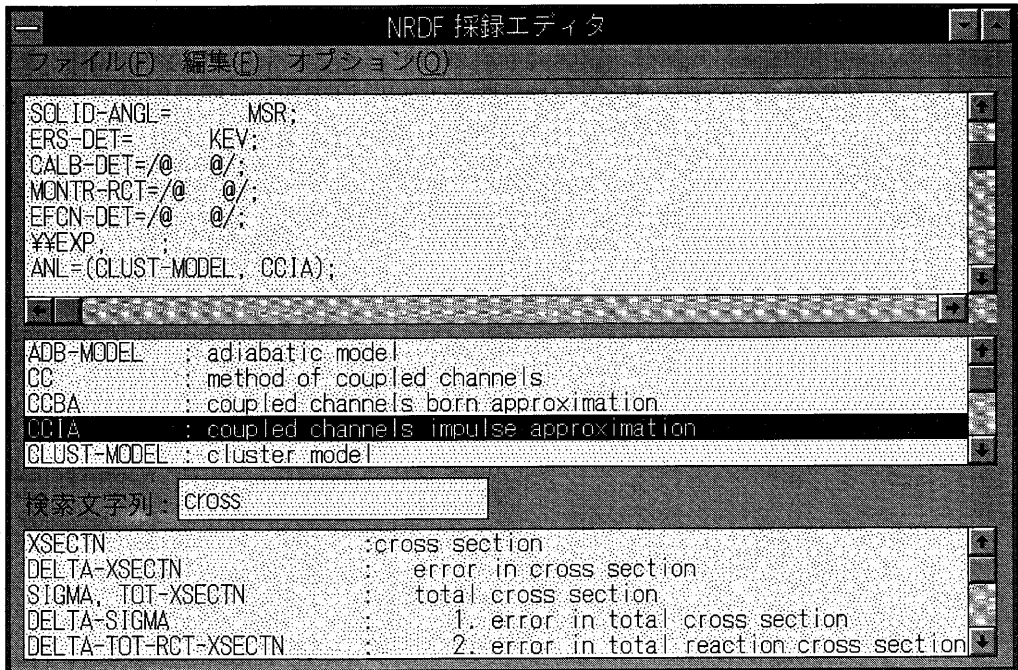 NRDF 採録エディタ
ファイル(F) 編集(E) オプション(O)
SOLID-ANGL= MSR;
ERS-DET= KEV;
CALB-DET=/@ @/;
MONTR-RCT=/@ @/;
EFCN-DET=/@ @/;
¥¥EXP, ;
ANL=(CLUST-MODEL, CCIA);
ADB-MODEL : adiabatic model
CC : method of coupled channels
CCBA : coupled channels born approximation
CCIA : coupled channels impulse approximation
CLUST-MODEL : cluster model
検索文字列 : cross
XSECTN :cross section
DELTA-XSECTN : error in cross section
SIGMA, TOT-XSECTN : total cross section
DELTA-SIGMA : 1. error in total cross section
DELTA-TOT-RCT-XSECTN : 2. error in total reaction cross section